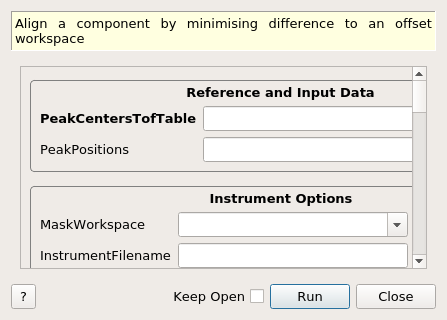 Align a component by minimising difference to an offset
workspace
Reference and Input Data
PeakCentersTofTable
PeakPositions
Instrument Options
MaskWorkspace
InstrumentFilename
? Keep Open Run Close